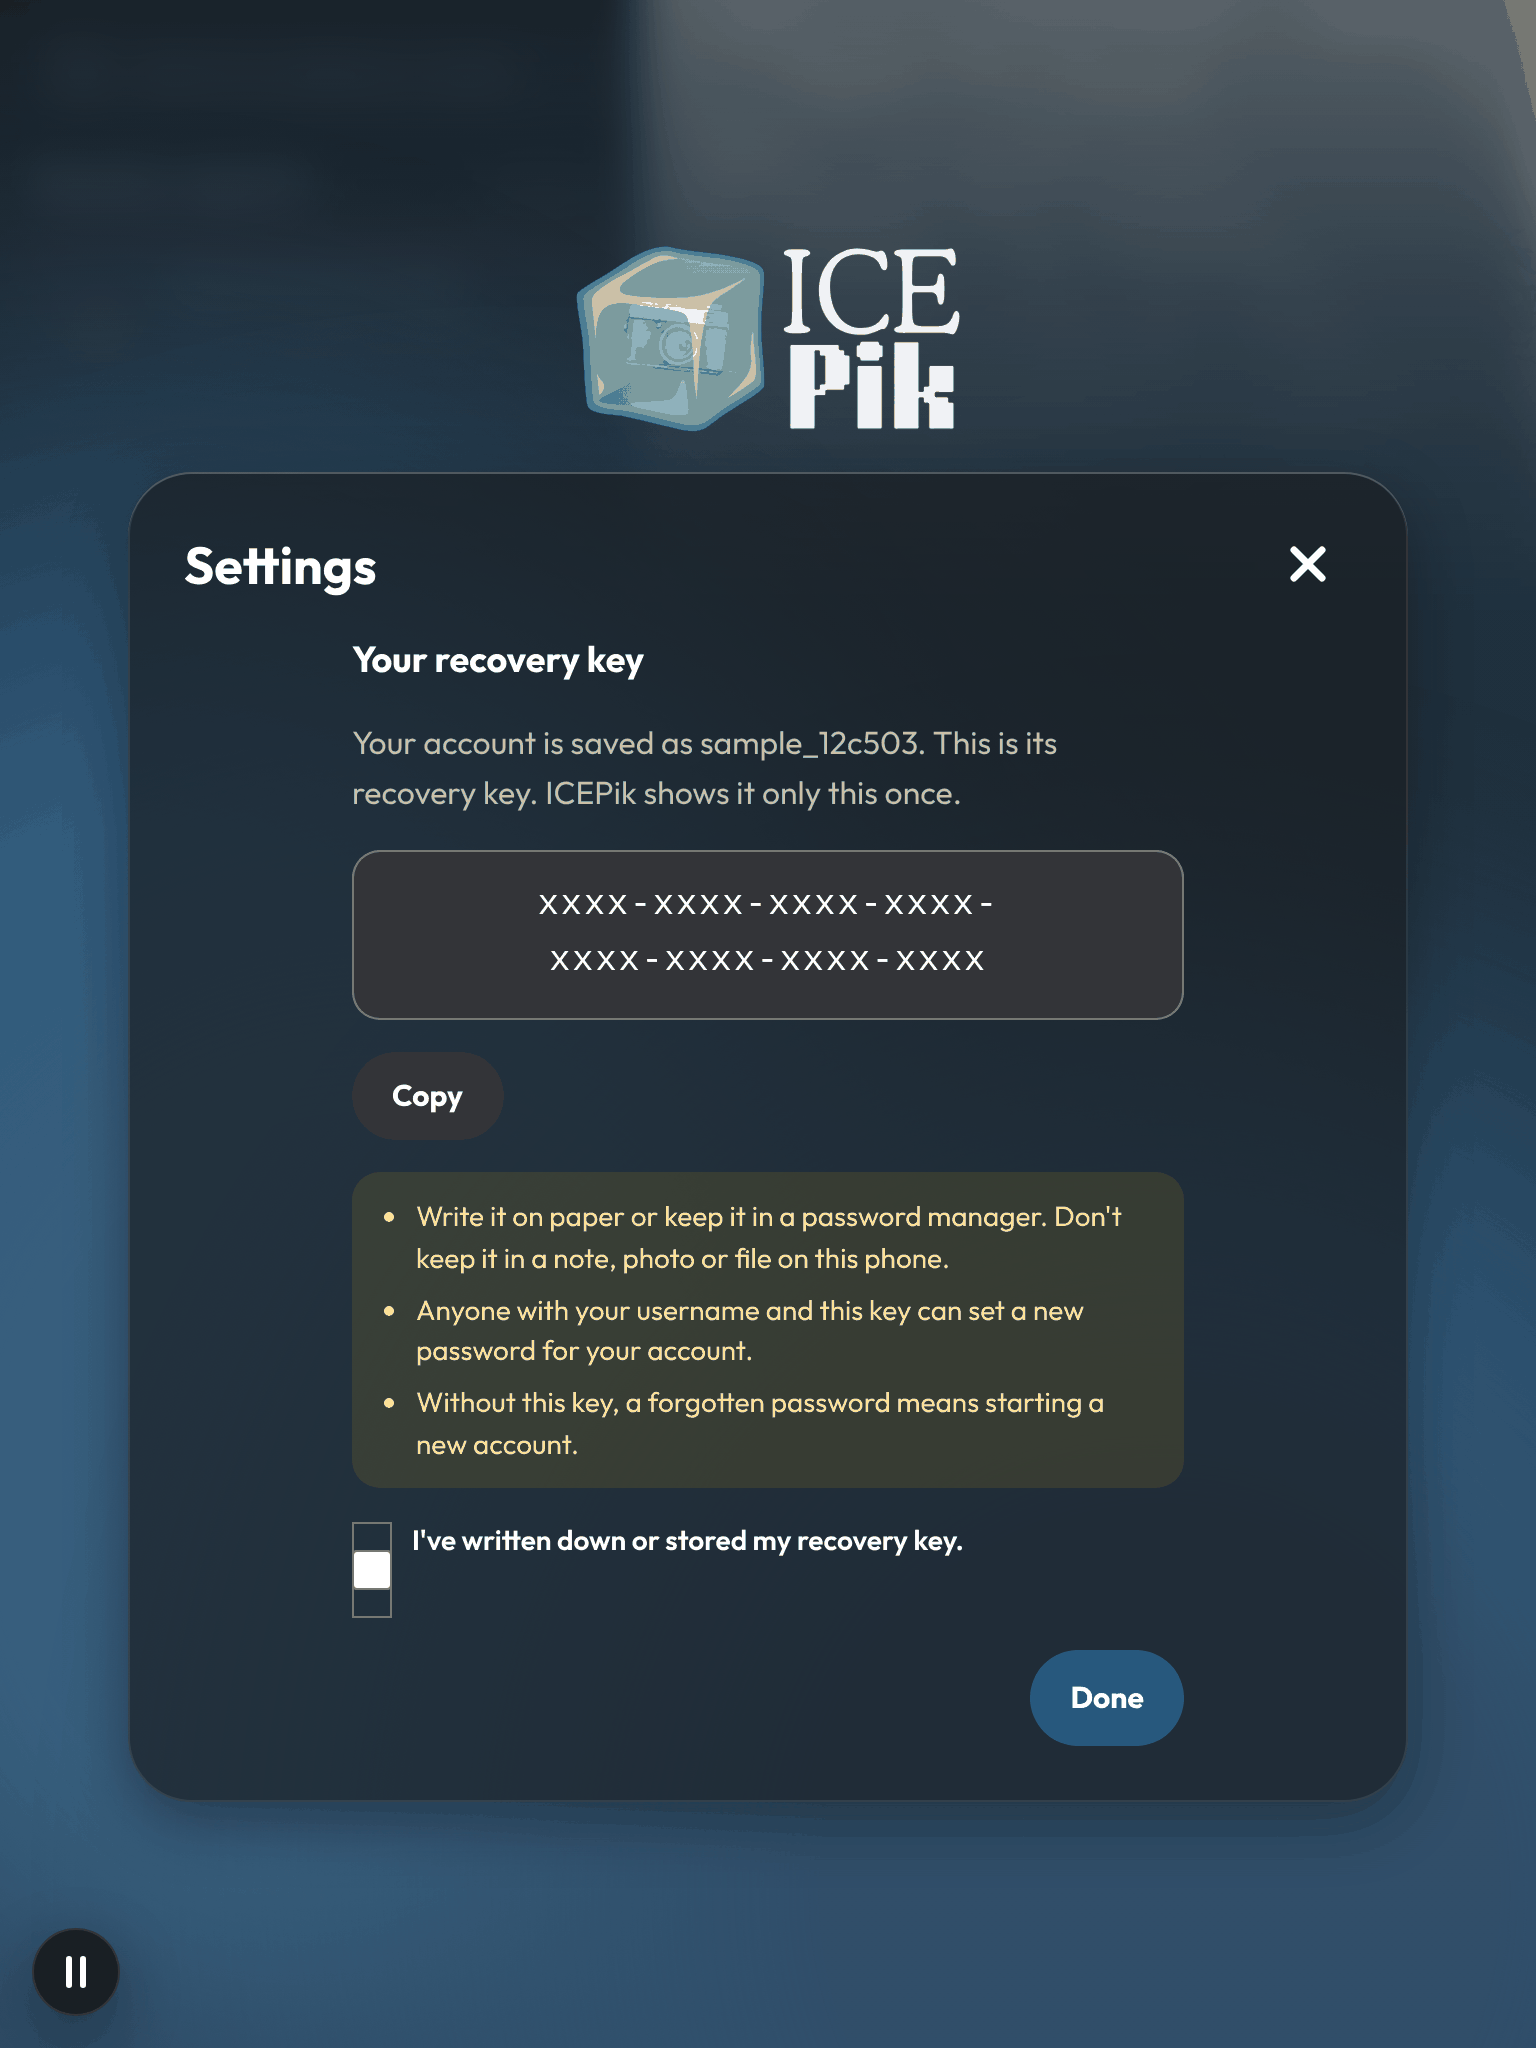 ICE
Pik
Settings
Your recovery key
Your account is saved as sample_12c503. This is its
recovery key. ICEPik shows it only this once.
xxxx-xxxx-xxxx-xxxx-
xxxx-xxxx-xxxx-xxxx
Copy
Write it on paper or keep it in a password manager. Don't
keep it in a note, photo or file on this phone.
Anyone with your username and this key can set a new
password for your account.
Without this key, a forgotten password means starting a
new account.
I've written down or stored my recovery key.
Done